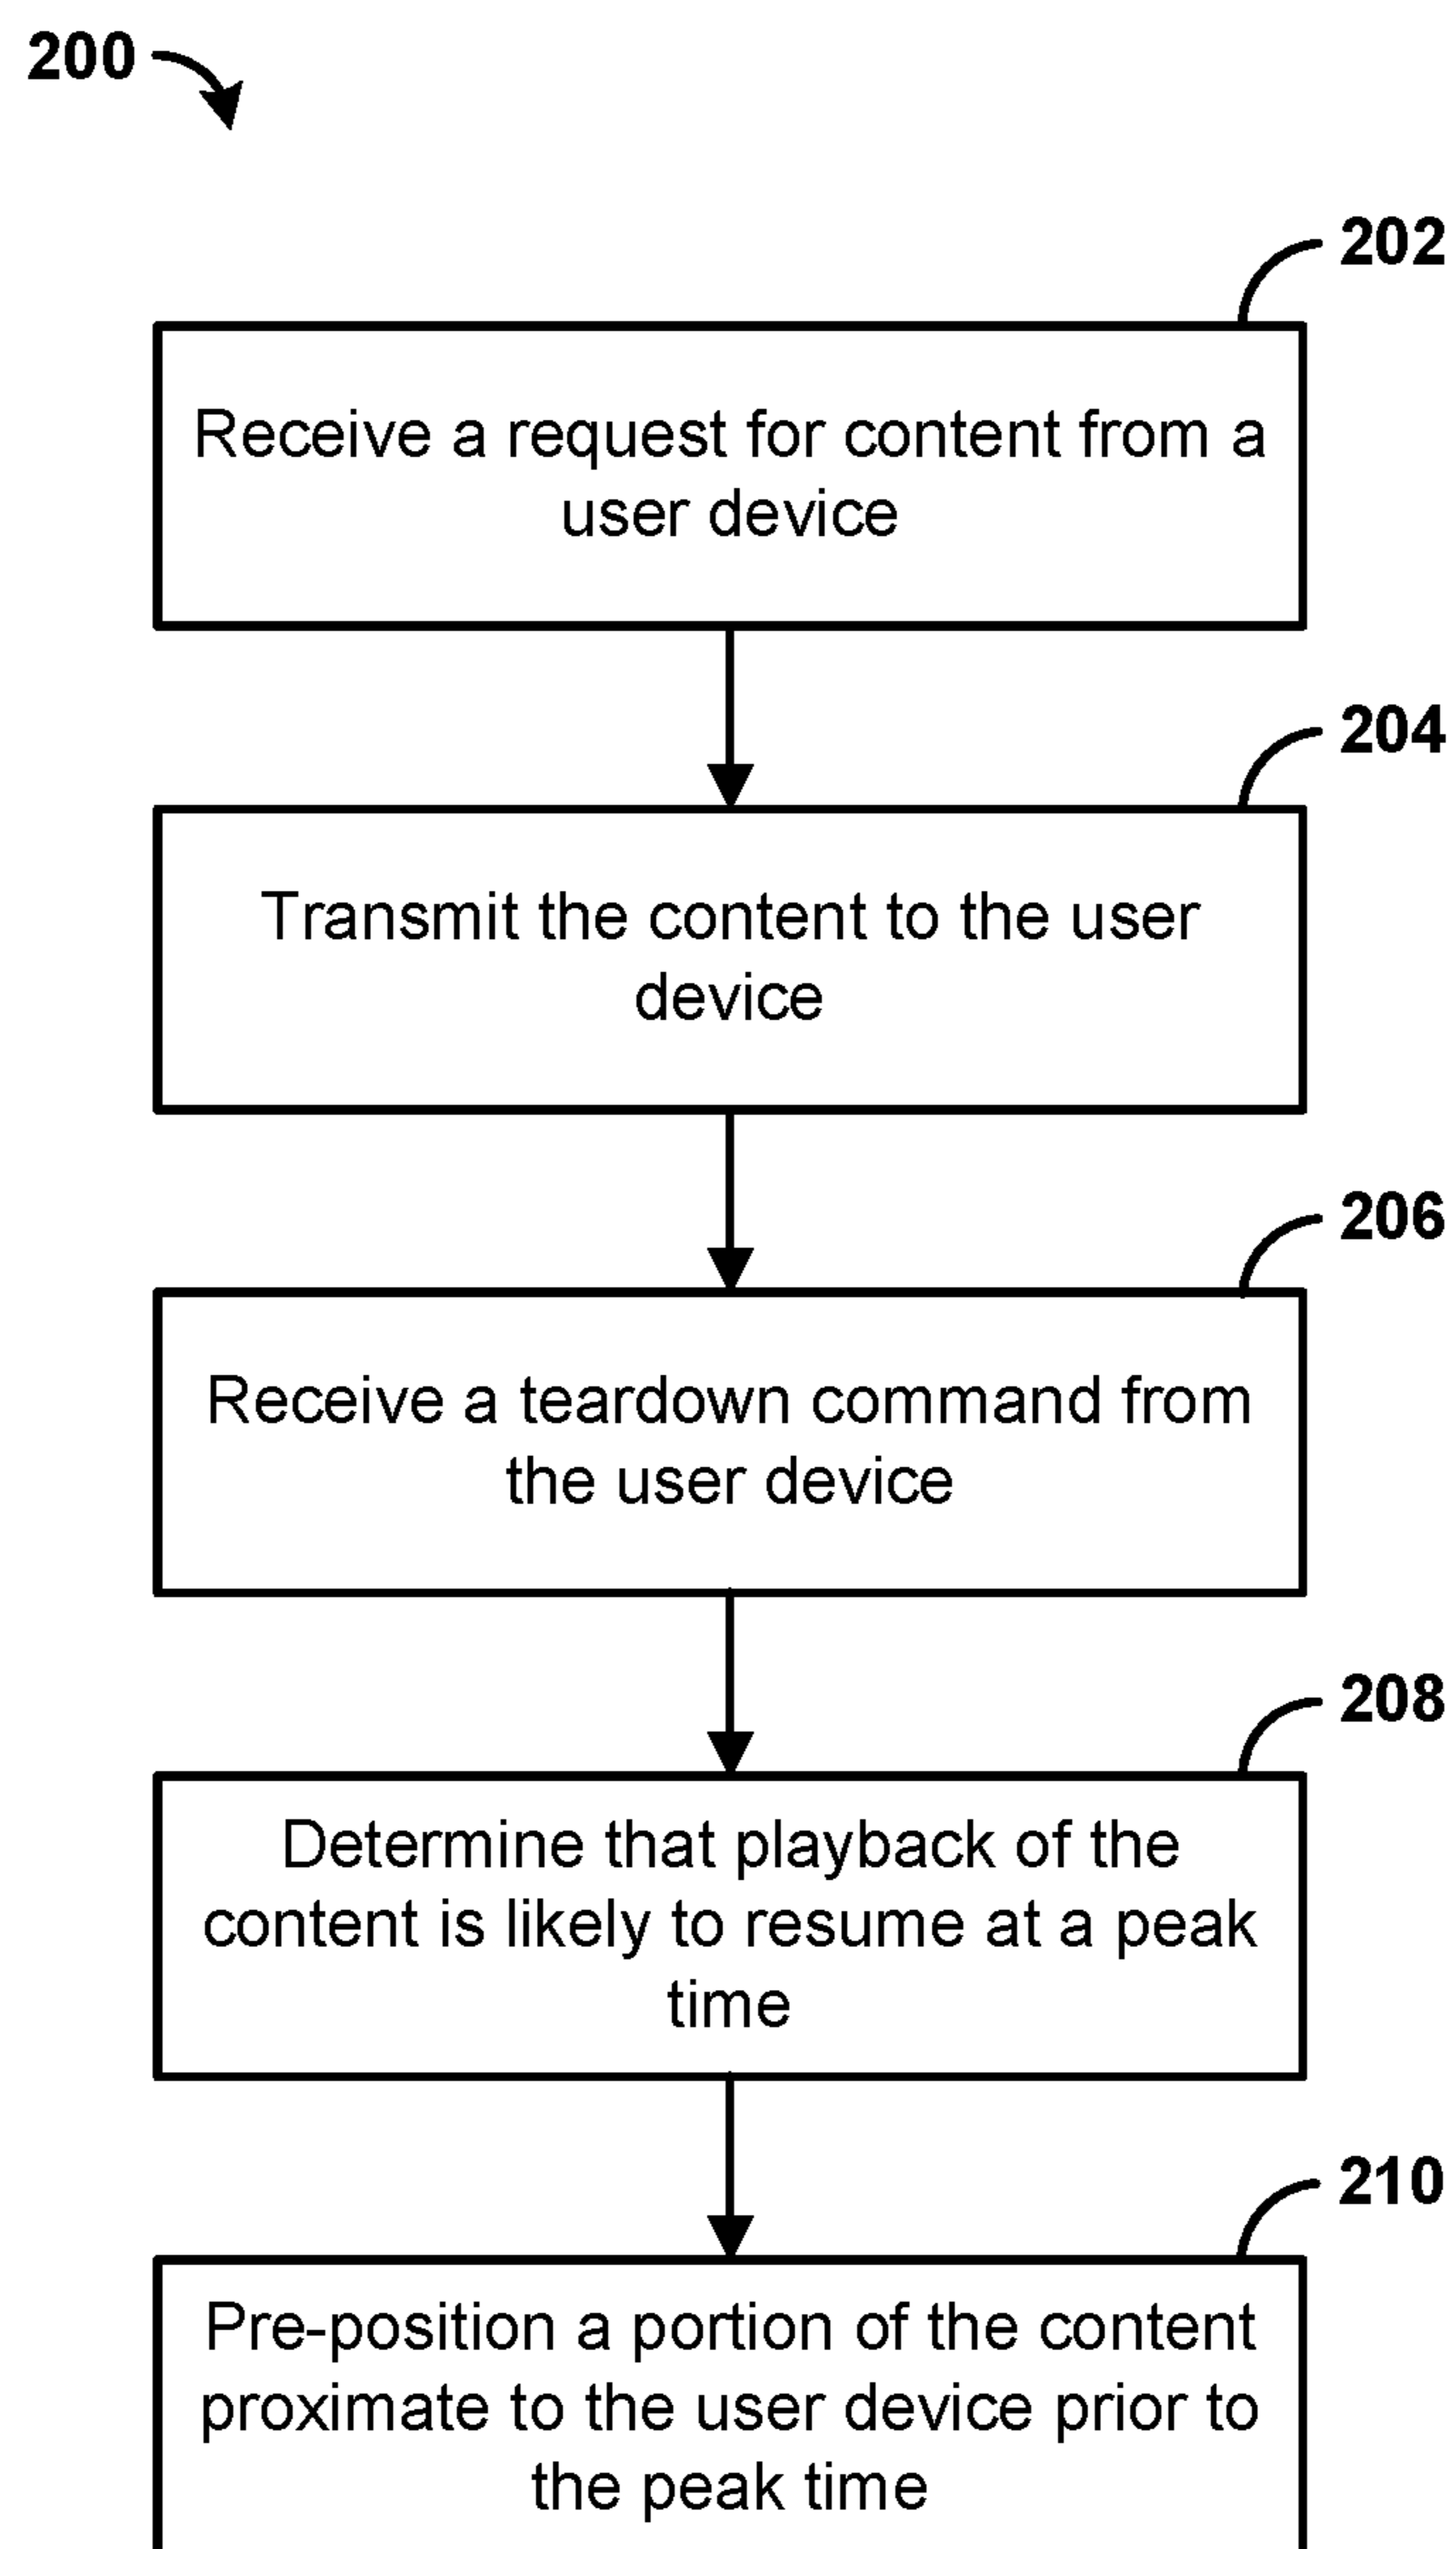 200
202
Receive a request for content from a
user device
204
Transmit the content to the user
device
206
Receive a teardown command from
the user device
208
Determine that playback of the
content is likely to resume at a peak
time
210
Pre-position a portion of the content
proximate to the user device prior to
the peak time